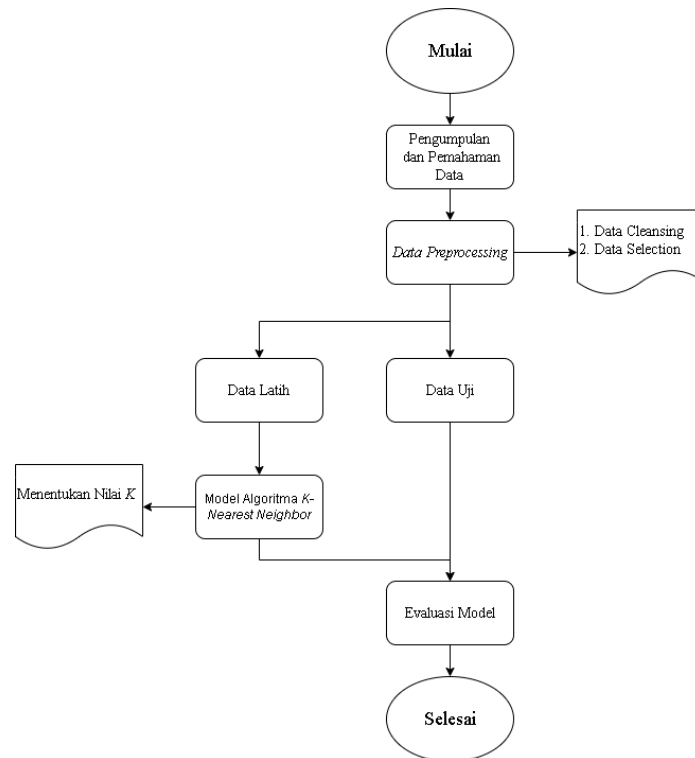 Mulai
Pengumpulan
dan Pemahaman
Data
Data Preprocessing
1. Data Cleansing
2. Data Selection
Data Latih
Data Uji
Menentukan Nilai K
Model Algoritma K-
Nearest Neighbor
Evaluasi Model
Selesai